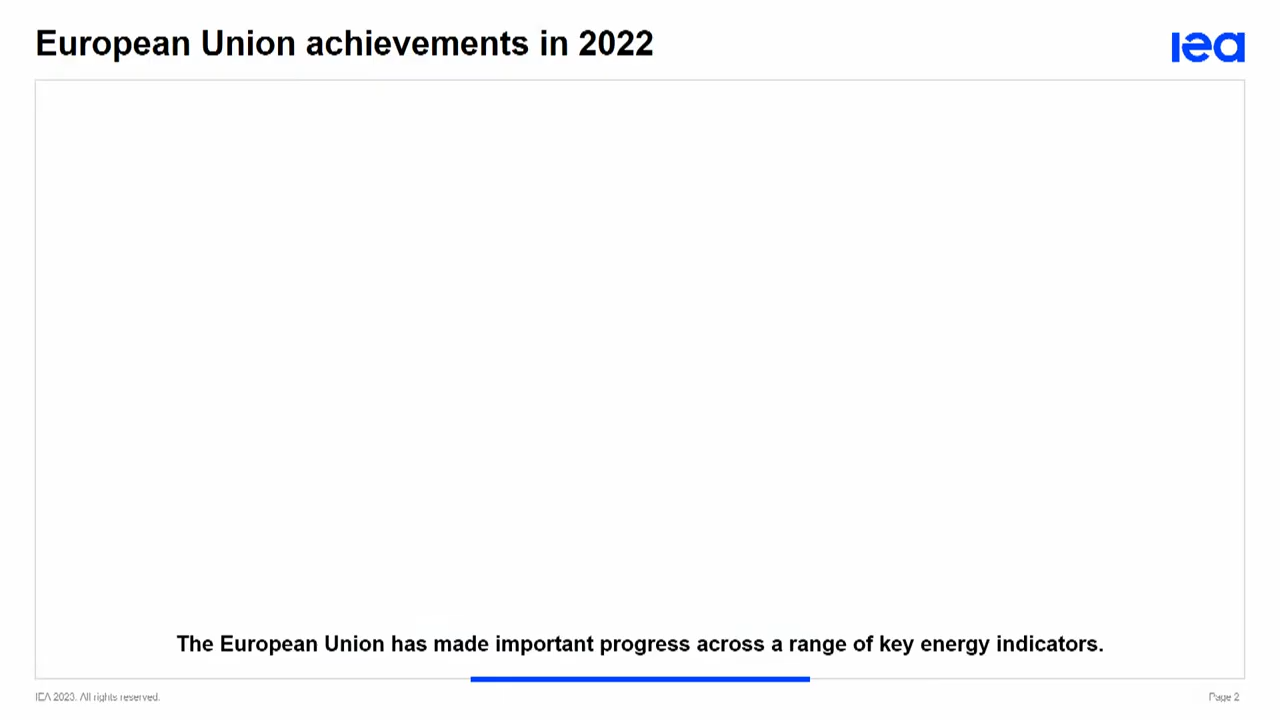 European Union achievements in 2022
iea
The European Union has made important progress across a range of key energy indicators.
IEA 2023. All rights reserved.
Page 2